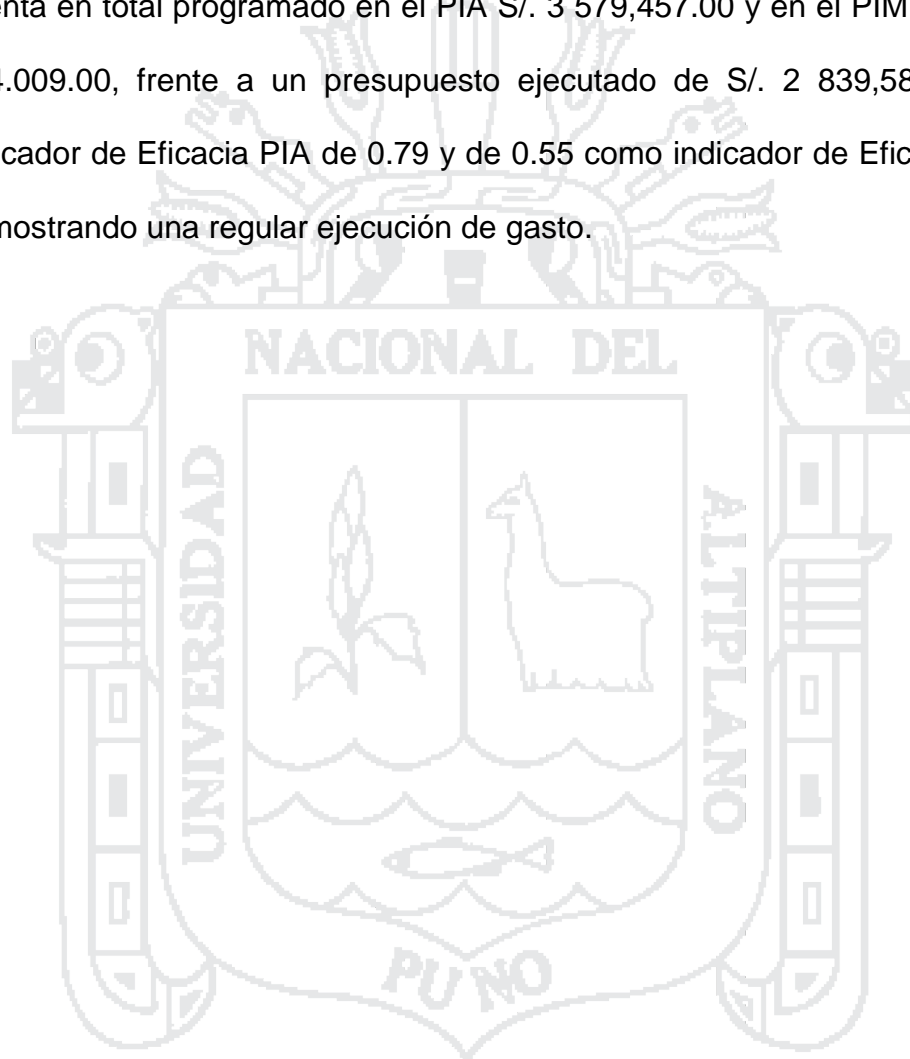 enta en total programado en el PIA S/. 3 579,457.00 y en el PIM
4.009.00, frente a un presupuesto ejecutado de S/. 2 839,58
icador de Eficacia PIA de 0.79 y de 0.55 como indicador de Efic
mostrando una regular ejecución de gasto.
NACIONAL DEL
UNIVERSIDAD
ALTIPLANO
PUNO